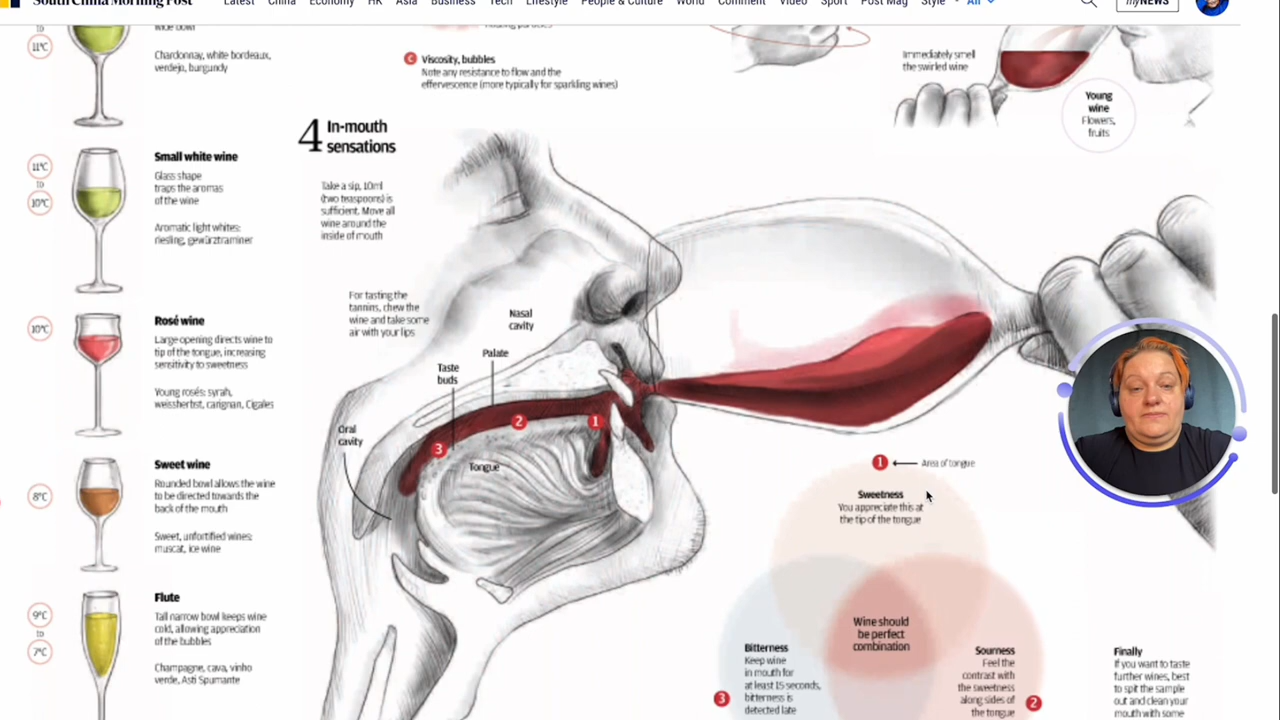 South China Morning Post
Latest
China
Economy
HK
Asia
Business
Tech
Lifestyle
People & Culture
World
Comment
Video
Sport
Post Mag
Style
All
myNEWS
to
11°C
wide bowl
Chardonnay, white bordeaux,
verdejo, burgundy
C Viscosity, bubbles
Note any resistance to flow and the
effervescence (more typically for sparkling wines)
Immediately smell
the swirled wine
Young
wine
Flowers,
fruits
11°C
to
10°C
Small white wine
Glass shape
traps the aromas
of the wine
Aromatic light whites:
riesling, gewürztraminer
10°C
Rosé wine
Large opening directs wine to
tip of the tongue, increasing
sensitivity to sweetness
Young rosés: syrah,
weissherbst, carignan, Cigales
8°C
Sweet wine
Rounded bowl allows the wine
to be directed towards the
back of the mouth
Sweet, unfortified wines:
muscat, ice wine
9°C
to
7°C
Flute
Tall narrow bowl keeps wine
cold, allowing appreciation
of the bubbles
Champagne, cava, vinho
verde, Asti Spumante
4 In-mouth
sensations
Take a sip, 10ml
(two teaspoons) is
sufficient. Move all
wine around the
inside of mouth
For tasting the
tannins, chew the
wine and take some
air with your lips
Nasal
cavity
Palate
Taste
buds
Oral
cavity
Tongue
1
2
3
1 Area of tongue
Sweetness
You appreciate this at
the tip of the tongue
Wine should
be perfect
combination
Bitterness
Keep wine
in mouth for
at least 15 seconds,
bitterness is
detected late
3
Sourness
Feel the
contrast with
the sweetness
along sides of
the tongue
2
Finally
If you want to taste
further wines, best
to spit the sample
out and clean your
mouth with some